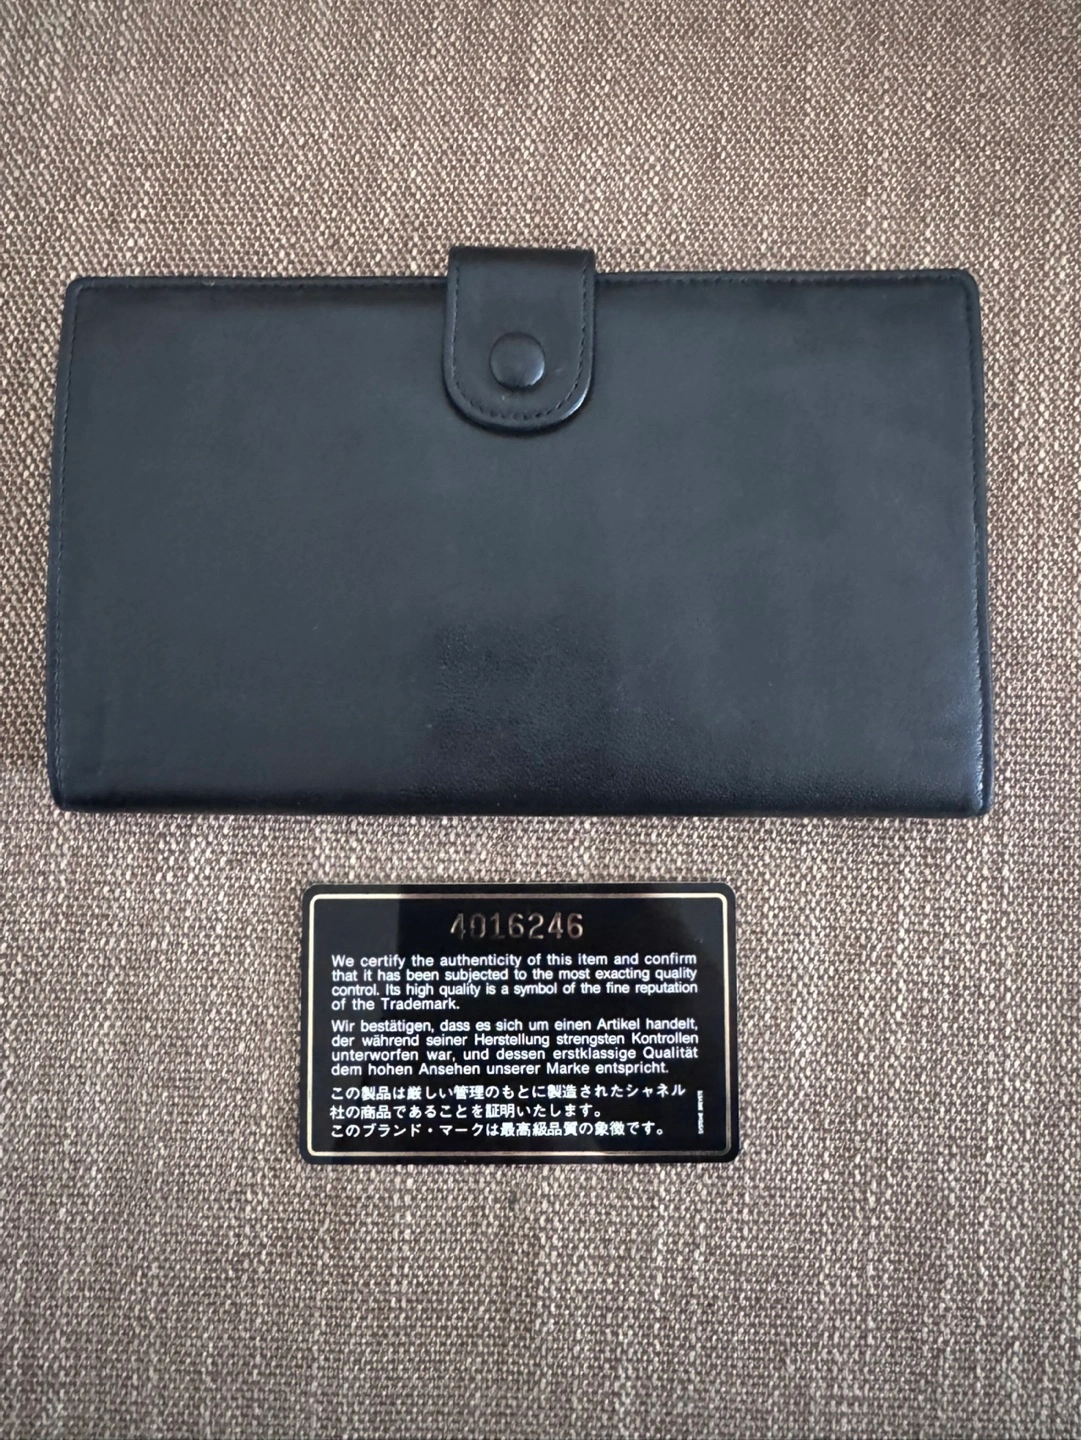 4016246
We certify the authenticity of this item and confirm
that it has been subjected to the most exacting quality
control. Its high quality is a symbol of the fine reputation
of the Trademark.
Wir bestätigen, dass es sich um einen Artikel handelt,
der während seiner Herstellung strengsten Kontrollen
unterworfen war, und dessen erstklassige Qualität
dem hohen Ansehen unserer Marke entspricht.
この製品は厳しい管理のもとに製造されたシャネル
社の商品であることを証明いたします。
このブランド・マークは最高級品質の象徴です。